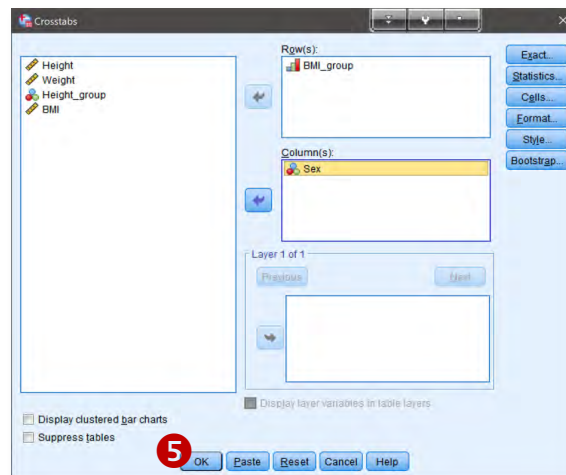 Crosstabs
Height
Weight
Height_group
BMI
Row(s):
BMI_group
Column(s):
Sex
Layer 1 of 1
Previous
Next
Display layer variables in table layers
Exact...
Statistics...
Cells...
Format...
Style...
Bootstrap...
Display clustered bar charts
Suppress tables
5
OK
Paste
Reset
Cancel
Help